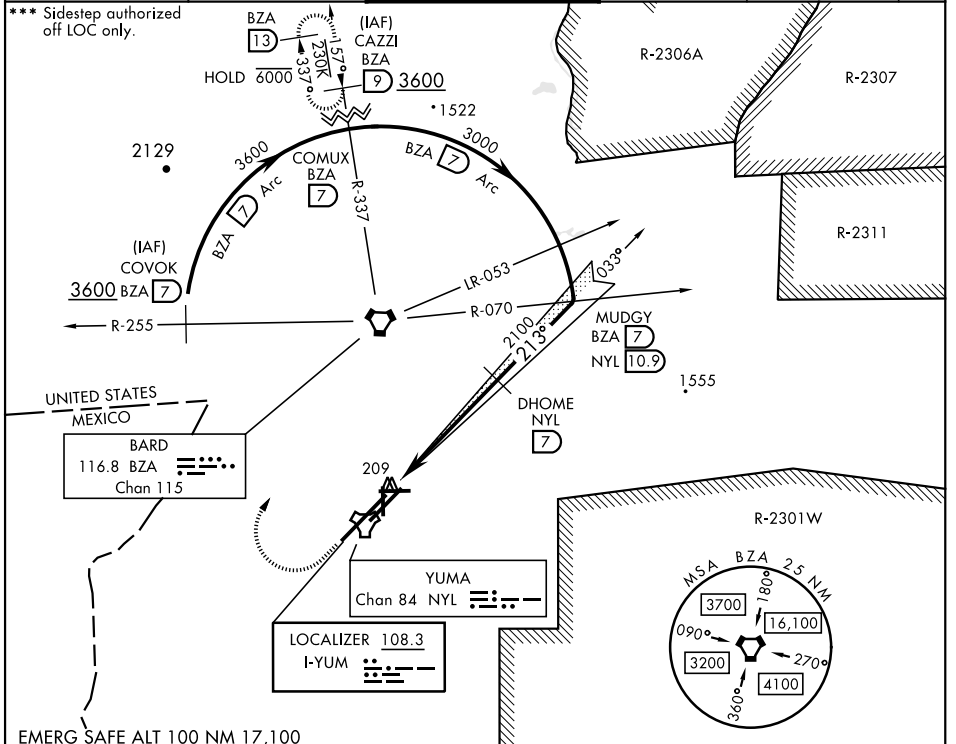 *** Sidestep authorized
off LOC only.
BZA
13
(IAF)
CAZZI
BZA
9 3600
HOLD 6000
337°
230K
157°
R-2306A
R-2307
R-2311
1522
2129
3600
BZA 7 Arc
COMUX
BZA
7
R-337
3000
BZA 7 Arc
(IAF)
COVOK
3600 BZA 7
R-255
LR-053
R-070
033°
2100
213°
MUDGY
BZA 7
NYL 10.9
1555
DHOME
NYL
7
UNITED STATES
MEXICO
BARD
116.8 BZA
Chan 115
209
YUMA
Chan 84 NYL
LOCALIZER 108.3
I-YUM
R-2301W
MSA BZA 25 NM
180°
3700
16,100
090°
270°
3200
4100
360°
EMERG SAFE ALT 100 NM 17,100